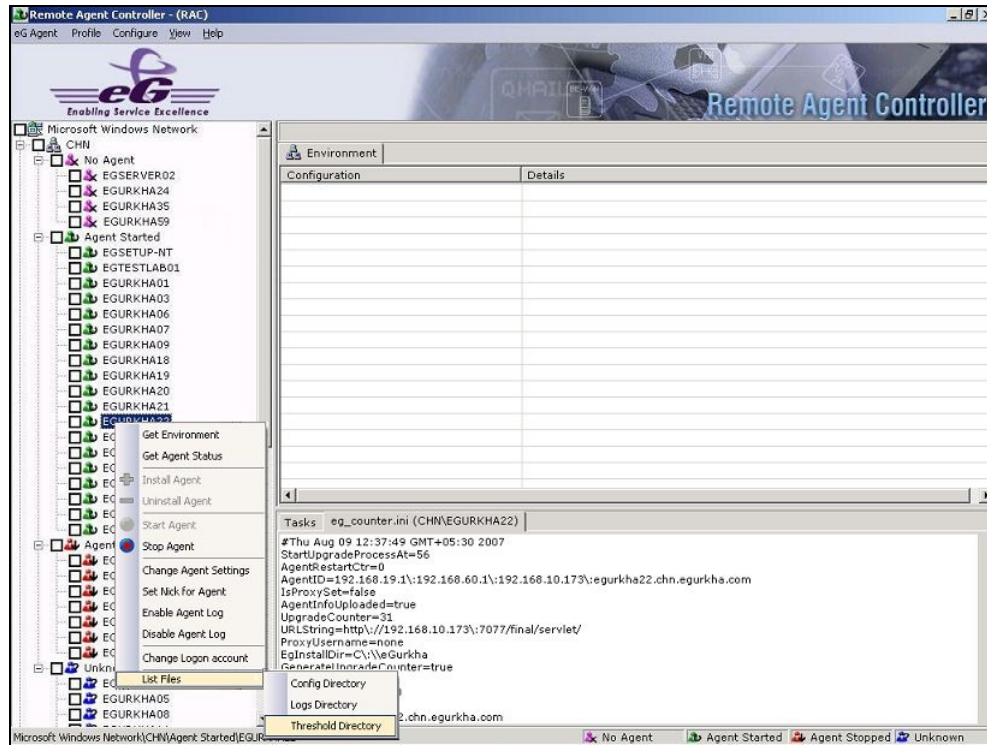 Remote Agent Controller - (RAC)
eG Agent Profile Configure View Help
eG
Enabling Service Excellence
QMAIL
Remote Agent Controller
Microsoft Windows Network
CHN
No Agent
EGSERVER02
EGURKHA24
EGURKHA35
EGURKHA59
Agent Started
EGSETUP-NT
EGTESTLAB01
EGURKHA01
EGURKHA03
EGURKHA06
EGURKHA07
EGURKHA09
EGURKHA18
EGURKHA19
EGURKHA20
EGURKHA21
EGURKHA22
Agent
EGURKHA05
EGURKHA08
Get Environment
Get Agent Status
Install Agent
Uninstall Agent
Start Agent
Stop Agent
Change Agent Settings
Set Nick for Agent
Enable Agent Log
Disable Agent Log
Change Logon account
List Files
Config Directory
Logs Directory
Threshold Directory
Environment
Configuration Details
Tasks eg_counter.ini (CHN\EGURKHA22)
#Thu Aug 09 12:37:49 GMT+05:30 2007
StartUpgradeProcessAt=56
AgentRestartCtr=0
AgentID=192.168.19.1\:192.168.60.1\:192.168.10.173\:egurkha22.chn.egurkha.com
IsProxySet=false
AgentInfoUploaded=true
UpgradeCounter=31
URLString=http\://192.168.10.173\:7077/final/servlet/
ProxyUsername=none
EgInstallDir=C\:\\eGurkha
GenerateUpgradeCounter=true
2.chn.egurkha.com
Microsoft Windows Network\CHN\Agent Started\EGUR
No Agent Agent Started Agent Stopped Unknown